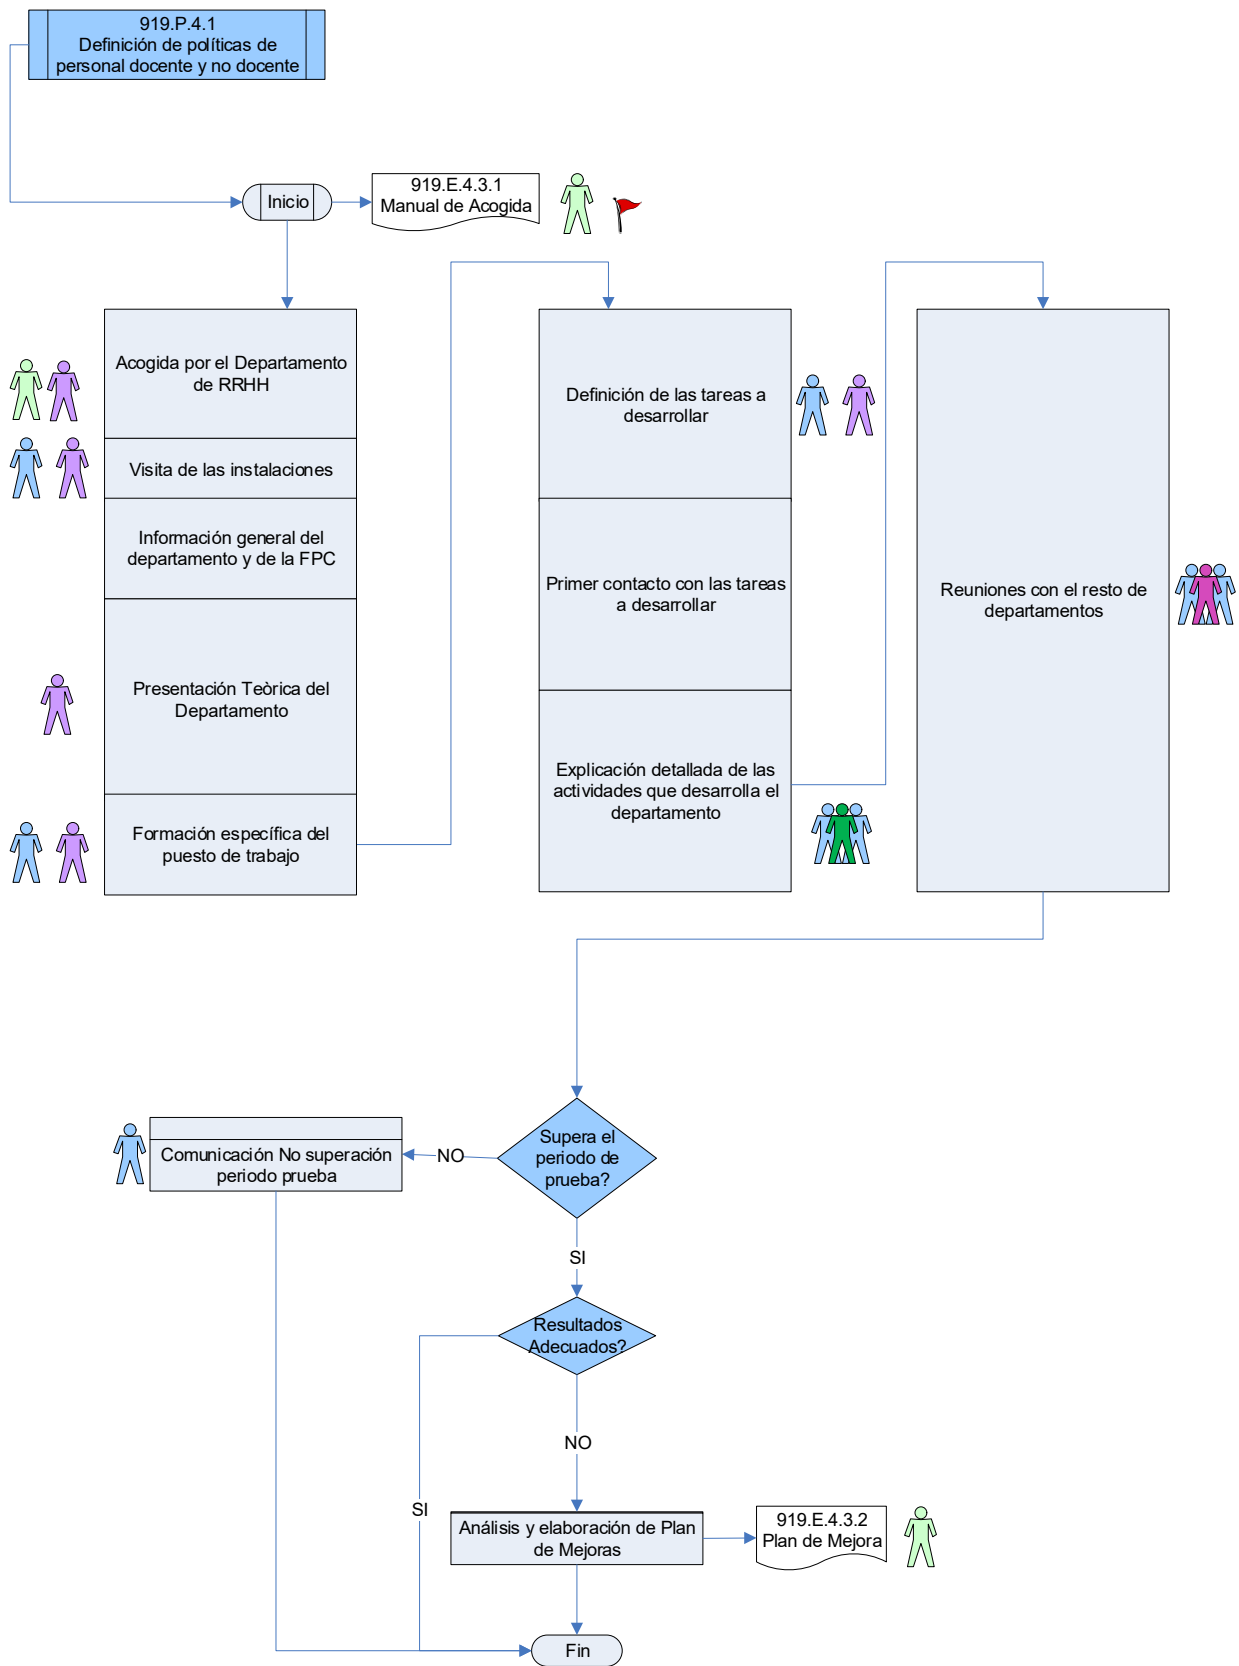 919.P.4.1
Definición de políticas de
personal docente y no docente
Inicio
919.E.4.3.1
Manual de Acogida
Acogida por el Departamento
de RRHH
Visita de las instalaciones
Información general del
departamento y de la FPC
Presentación Teòrica del
Departamento
Formación específica del
puesto de trabajo
Definición de las tareas a
desarrollar
Primer contacto con las tareas
a desarrollar
Explicación detallada de las
actividades que desarrolla el
departamento
Reuniones con el resto de
departamentos
Supera el
periodo de
prueba?
NO
Comunicación No superación
periodo prueba
SI
Resultados
Adecuados?
NO
SI
Análisis y elaboración de Plan
de Mejoras
919.E.4.3.2
Plan de Mejora
Fin